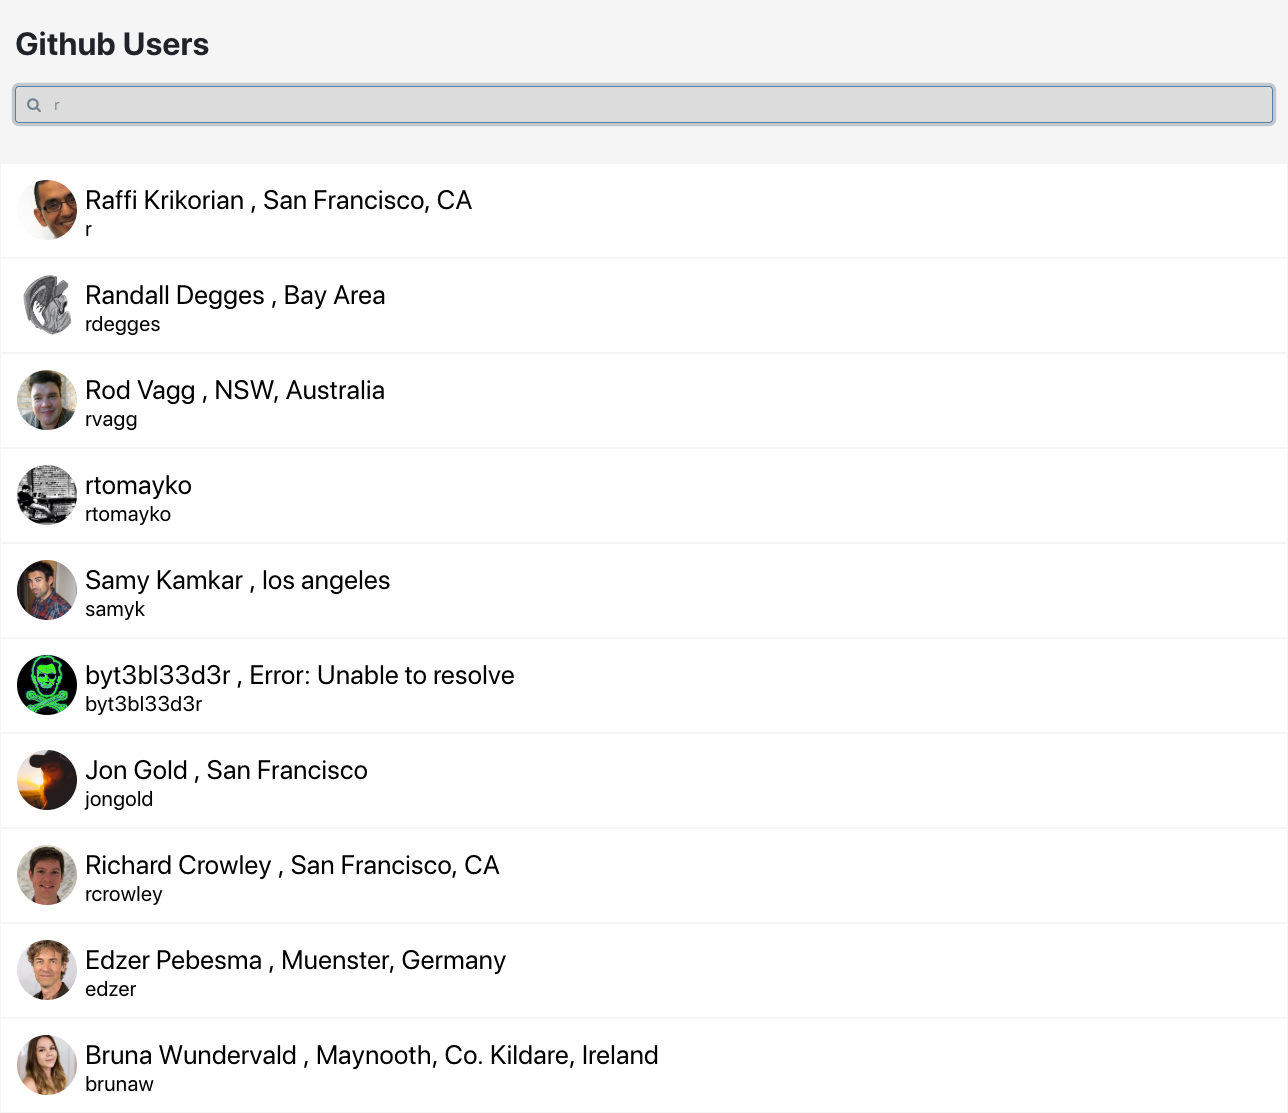 Github Users
r
Raffi Krikorian , San Francisco, CA
r
Randall Degges , Bay Area
rdegges
Rod Vagg , NSW, Australia
rvagg
rtomayko
rtomayko
Samy Kamkar , los angeles
samyk
byt3bl33d3r , Error: Unable to resolve
byt3bl33d3r
Jon Gold , San Francisco
jongold
Richard Crowley , San Francisco, CA
rcrowley
Edzer Pebesma , Muenster, Germany
edzer
Bruna Wundervald , Maynooth, Co. Kildare, Ireland
brunaw